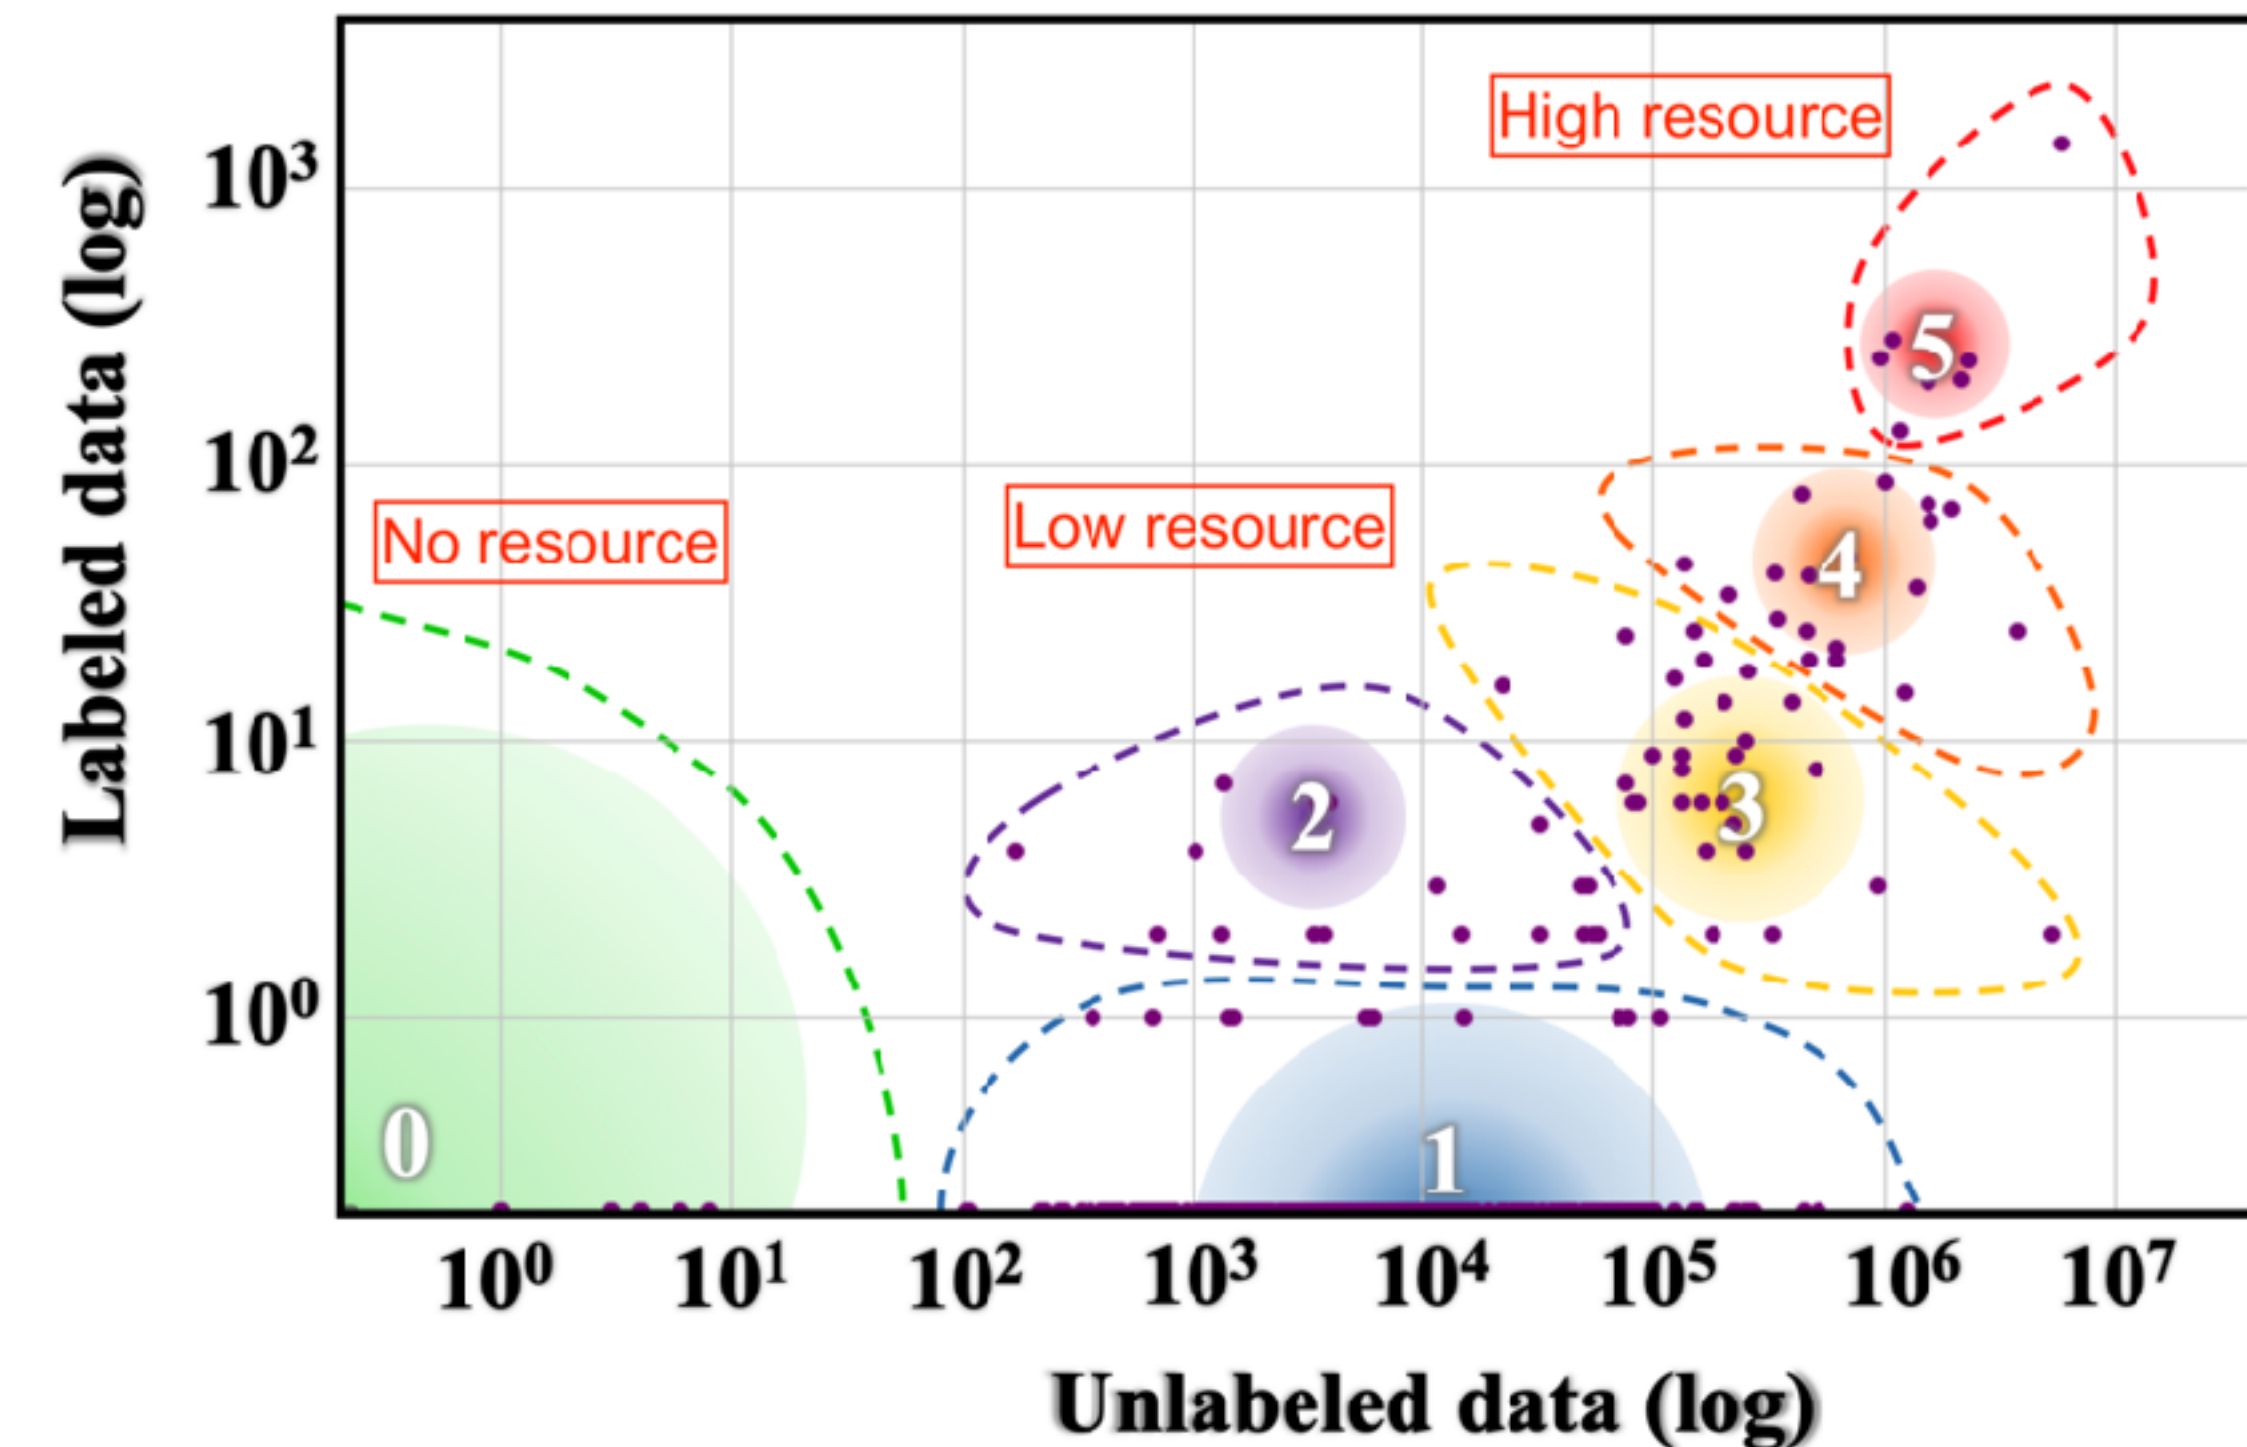 High resource
10³
5
10²
No resource
Low resource
4
10¹
2
3
10⁰
0
1
10⁰ 10¹ 10² 10³ 10⁴ 10⁵ 10⁶ 10⁷
Labeled data (log)
Unlabeled data (log)